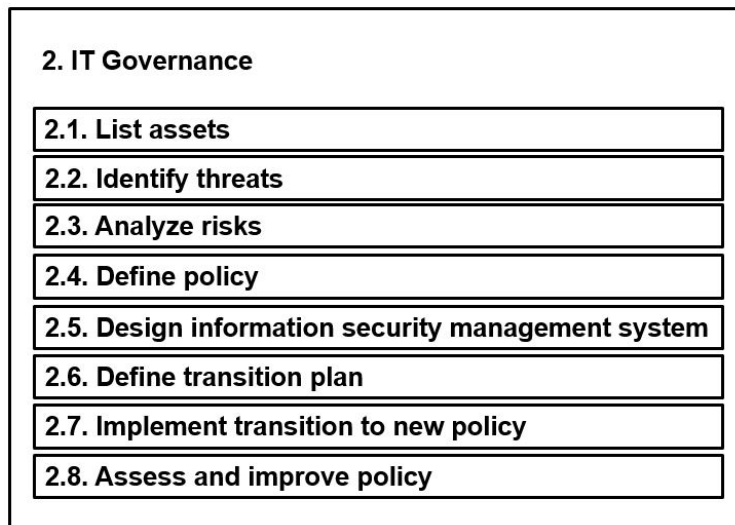 2. IT Governance
2.1. List assets
2.2. Identify threats
2.3. Analyze risks
2.4. Define policy
2.5. Design information security management system
2.6. Define transition plan
2.7. Implement transition to new policy
2.8. Assess and improve policy